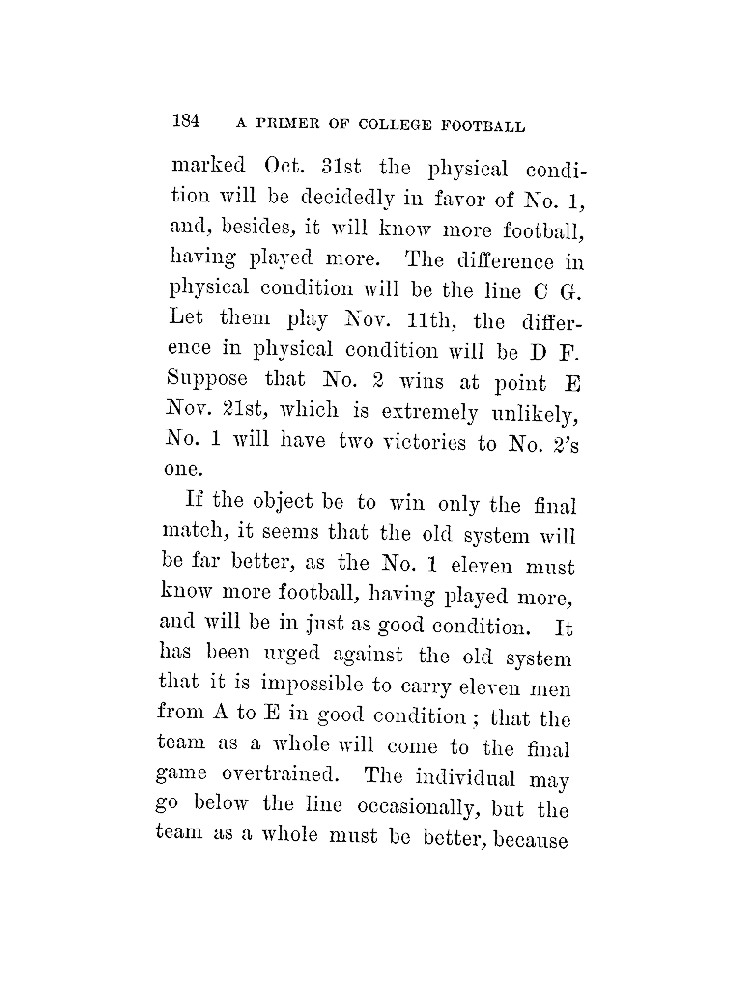 184 A PRIMER OF COLLEGE FOOTBALL
marked Oct. 31st the physical condi-
tion will be decidedly in favor of No. 1,
and, besides, it will know more football,
having played more. The difference in
physical condition will be the line C G.
Let them play Nov. 11th, the differ-
ence in physical condition will be D F.
Suppose that No. 2 wins at point E
Nov. 21st, which is extremely unlikely,
No. 1 will have two victories to No. 2's
one.
If the object be to win only the final
match, it seems that the old system will
be far better, as the No. 1 eleven must
know more football, having played more,
and will be in just as good condition. It
has been urged against the old system
that it is impossible to carry eleven men
from A to E in good condition; that the
team as a whole will come to the final
game overtrained. The individual may
go below the line occasionally, but the
team as a whole must be better, because